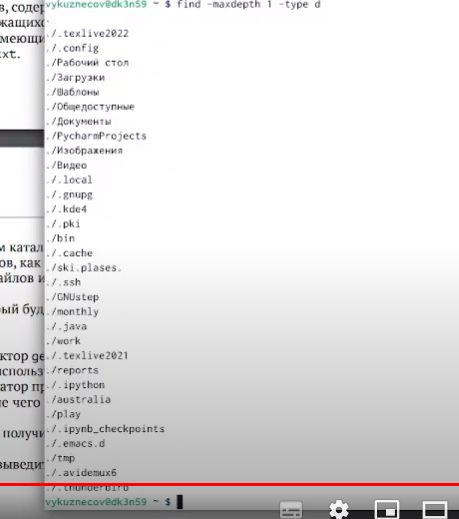 в, содер
vykuznecov@dk3n59 ~ $ find -maxdepth 1 -type d
.
./.texlive2022
./.config
./Рабочий стол
./Загрузки
./Шаблоны
./Общедоступные
./Документы
./PycharmProjects
./Изображения
./Видео
./.local
./.gnupg
./.kde4
./.pki
./bin
./.cache
./ski.plases.
./.ssh
./GNUstep
./monthly
./.java
./work
./.texlive2021
./reports
./.ipython
./australia
./play
./.ipynb_checkpoints
./.emacs.d
./tmp
./.avidemux6
./.thunderbird
vykuznecov@dk3n59 ~ $
жащихс
меющи
xt.
м катал
ов, как
айлов и
рый буд
ктор ge
использ
атор пр
е чего
получи
выведи